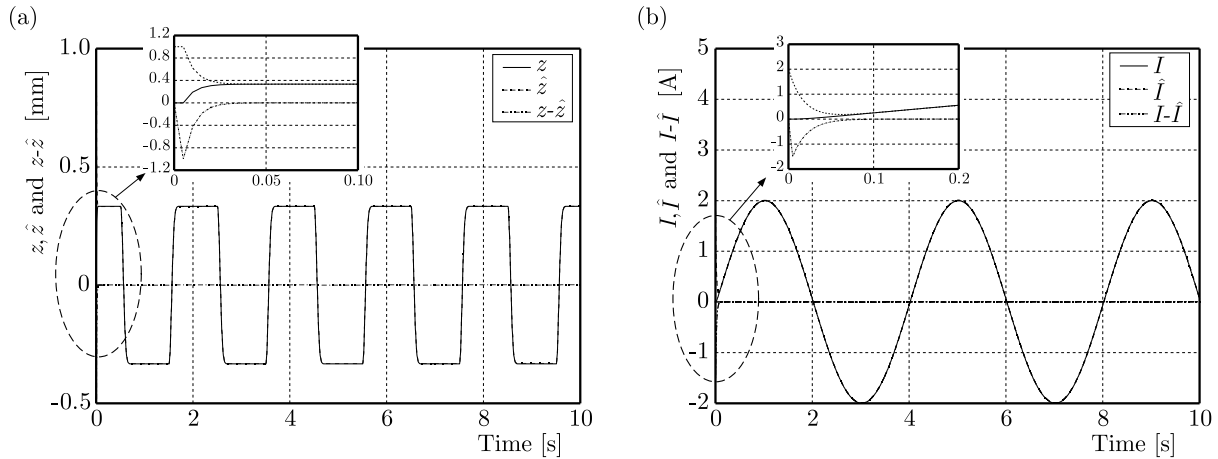 (a)
z, ẑ and z-ẑ [mm]
1.0
0.5
0
-0.5
0 2 4 6 8 10
Time [s]
1.2
0.8
0.4
0
-0.4
-0.8
-1.2
0 0.05 0.10
z
ẑ
z-ẑ
(b)
I, Î and I-Î [A]
5
4
3
2
1
0
-1
-2
0 2 4 6 8 10
Time [s]
3
2
1
0
-1
-2
0 0.1 0.2
I
Î
I-Î